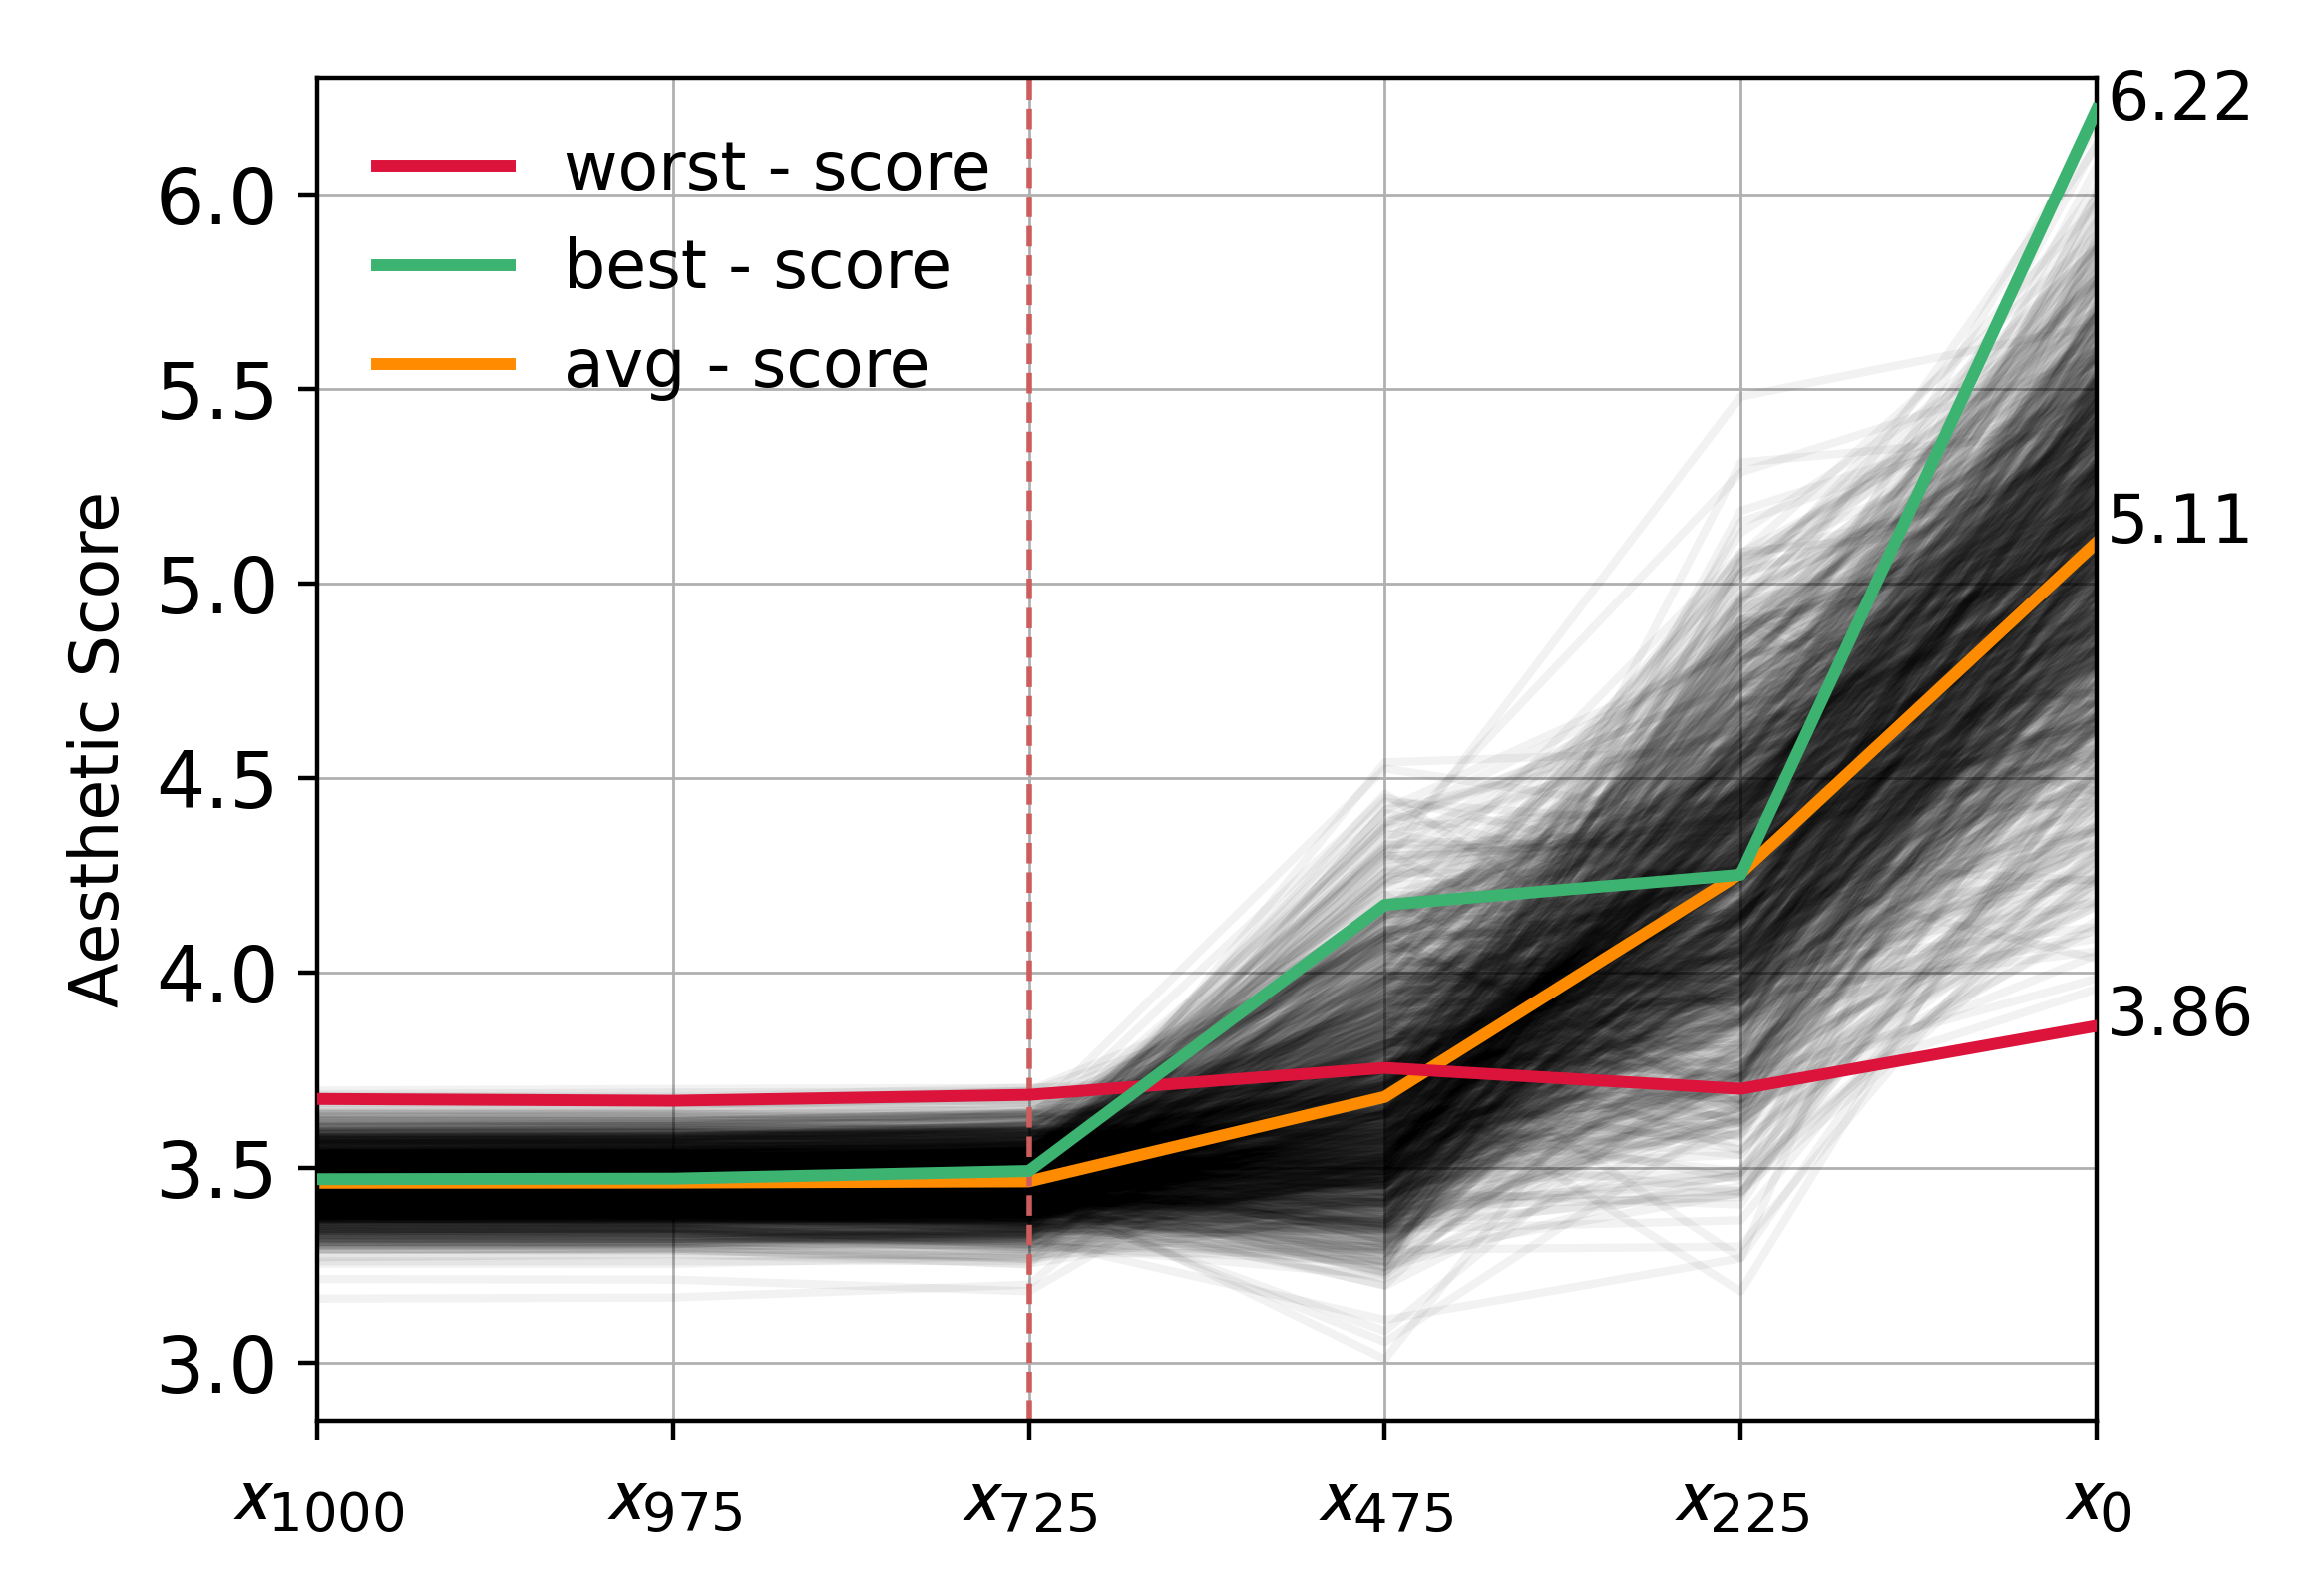 worst - score
best - score
avg - score
Aesthetic Score
6.0
5.5
5.0
4.5
4.0
3.5
3.0
6.22
5.11
3.86
x1000 x975 x725 x475 x225 x0